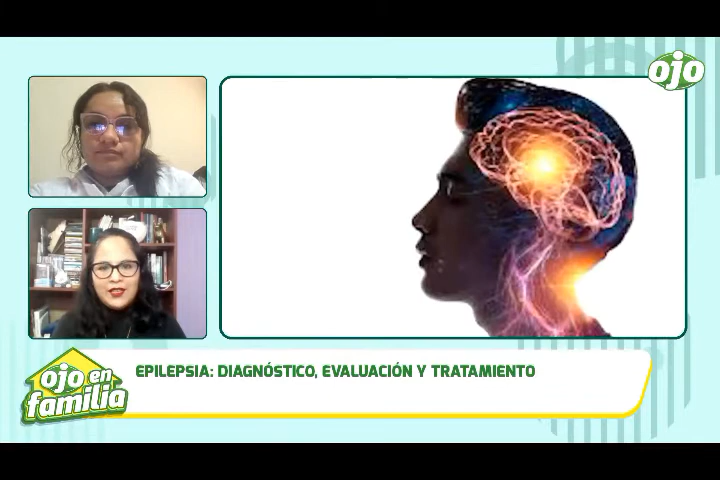 ojo
EPILEPSIA: DIAGNÓSTICO, EVALUACIÓN Y TRATAMIENTO
ojo en
familia